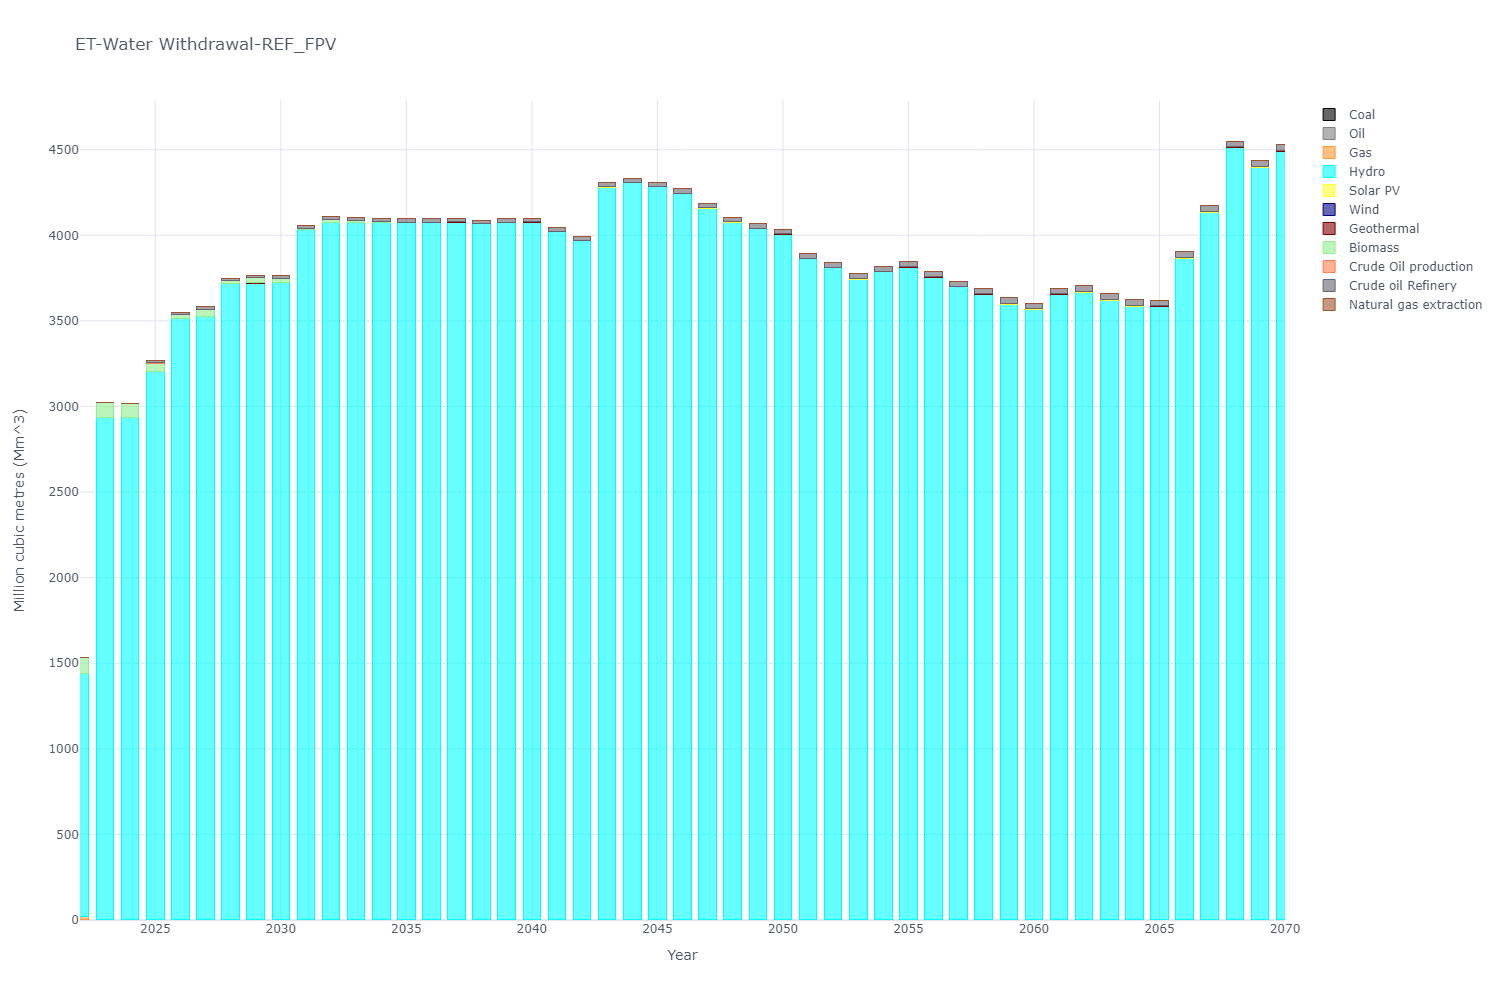 ET-Water Withdrawal-REF_FPV
Million cubic metres (Mm^3)
4500
4000
3500
3000
2500
2000
1500
1000
500
0
2025
2030
2035
2040
2045
2050
2055
2060
2065
2070
Year
Coal
Oil
Gas
Hydro
Solar PV
Wind
Geothermal
Biomass
Crude Oil production
Crude oil Refinery
Natural gas extraction